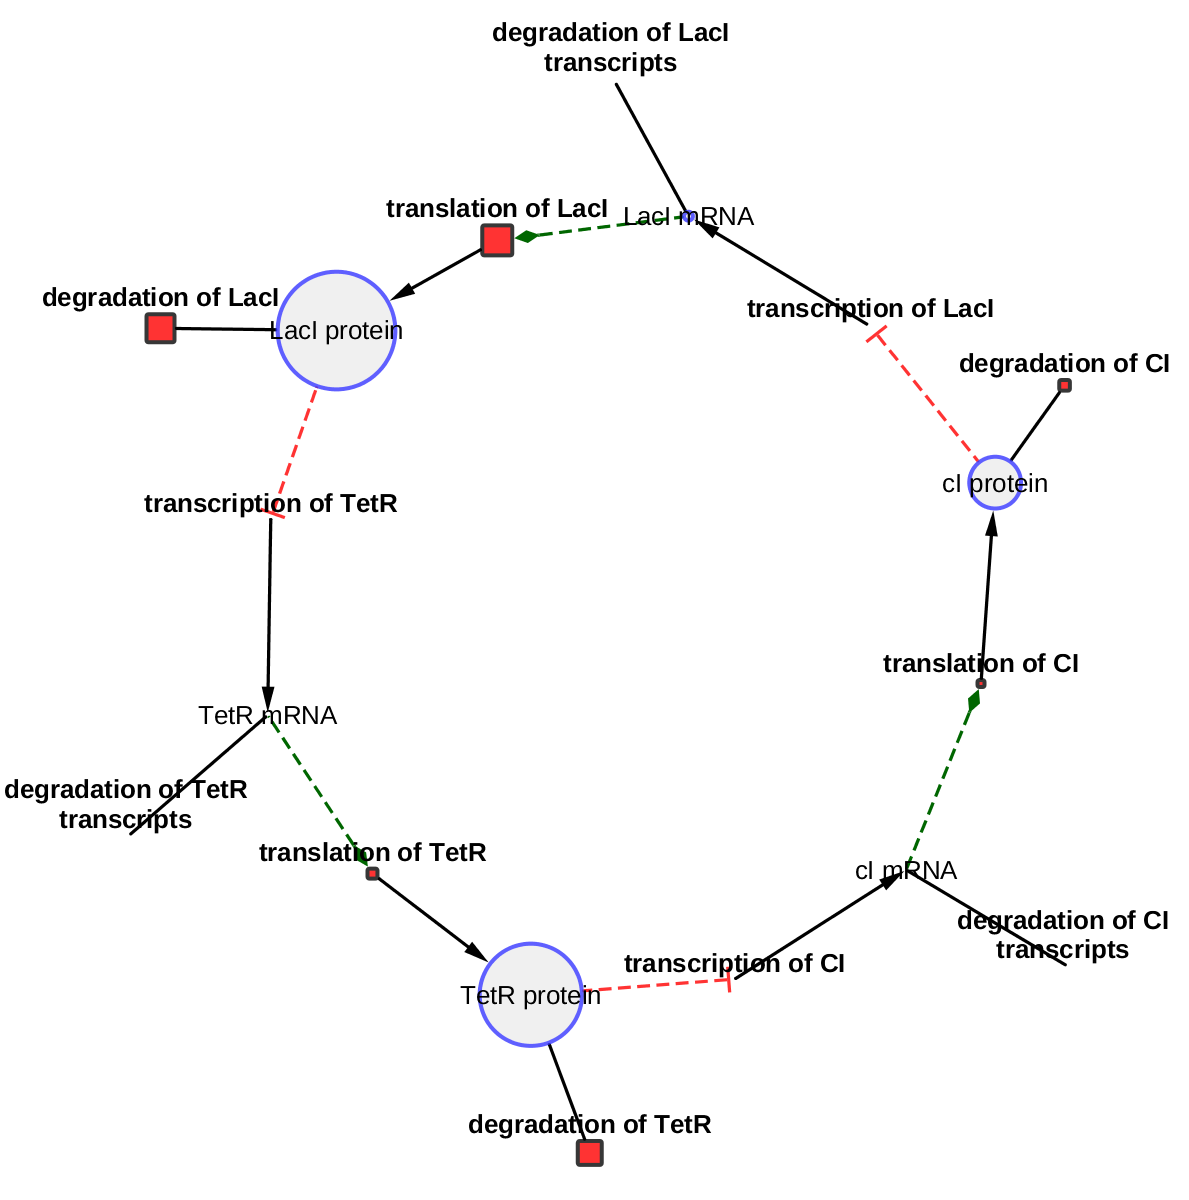 degradation of LacI
transcripts
translation of LacI
LacI mRNA
degradation of LacI
transcription of LacI
LacI protein
degradation of CI
cI protein
transcription of TetR
translation of CI
TetR mRNA
degradation of TetR
transcripts
translation of TetR
cI mRNA
degradation of CI
transcripts
transcription of CI
TetR protein
degradation of TetR